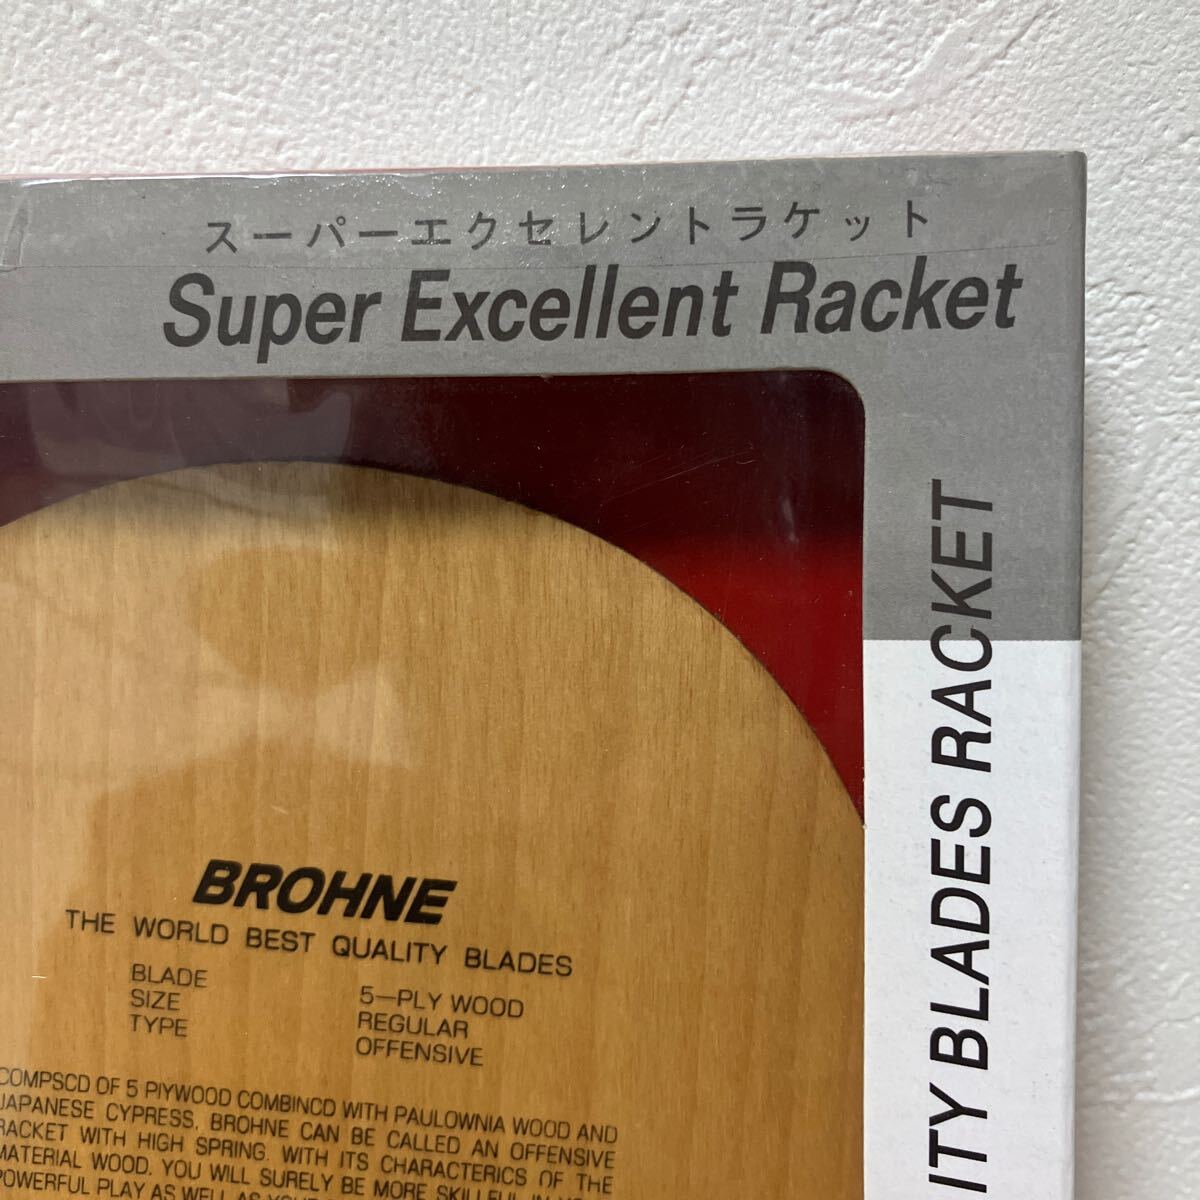 スーパーエクセレントラケット
Super Excellent Racket
ITY BLADES RACKET
BROHNE
THE WORLD BEST QUALITY BLADES
BLADE 5-PLY WOOD
SIZE REGULAR
TYPE OFFENSIVE
COMPSCD OF 5 PIYWOOD COMBINCD WITH PAULOWNIA WOOD AND
JAPANESE CYPRESS, BROHNE CAN BE CALLED AN OFFENSIVE
RACKET WITH HIGH SPRING. WITH ITS CHARACTERICS OF THE
MATERIAL WOOD. YOU WILL SURELY BE MORE SKILLFUL IN
POWERFUL PLAY AS WELL AS